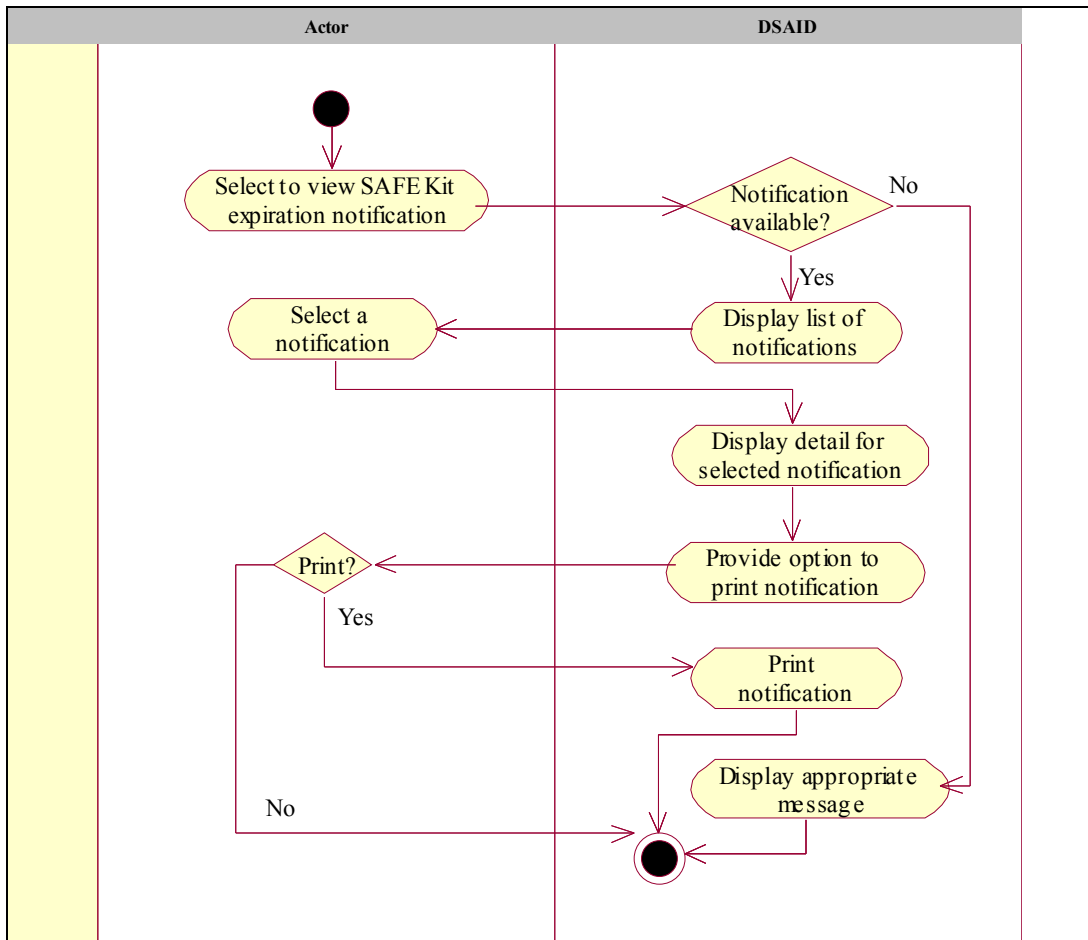 Actor DSAID
Select to view SAFE Kit
expiration notification
Notification
available?
No
Yes
Select a
notification
Display list of
notifications
Display detail for
selected notification
Print?
Provide option to
print notification
Yes
Print
notification
Display appropriate
message
No